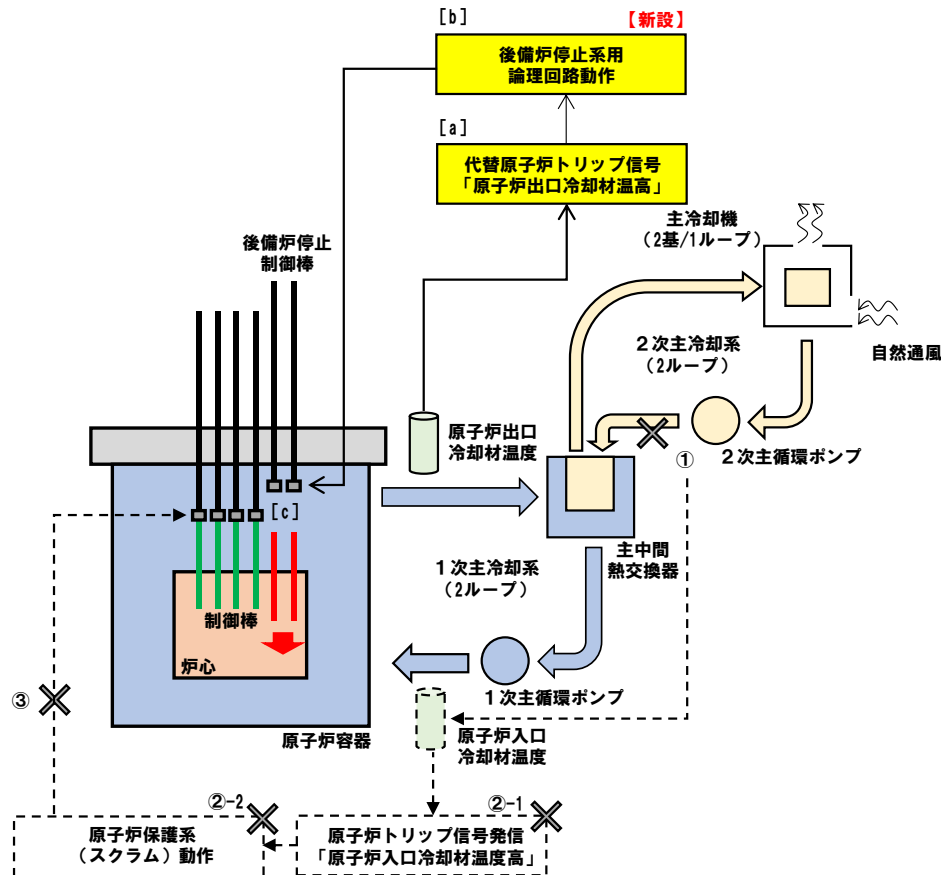 [b]
【新設】
後備炉停止系用
論理回路動作
[a]
代替原子炉トリップ信号
「原子炉出口冷却材温高」
主冷却機
(2基/1ループ)
後備炉停止
制御棒
2次主冷却系
(2ループ)
自然通風
原子炉出口
冷却材温度
①
2次主循環ポンプ
[c]
主中間
熱交換器
1次主冷却系
(2ループ)
制御棒
炉心
③
1次主循環ポンプ
原子炉容器
原子炉入口
冷却材温度
②-2
②-1
原子炉保護系
(スクラム)動作
原子炉トリップ信号発信
「原子炉入口冷却材温度高」